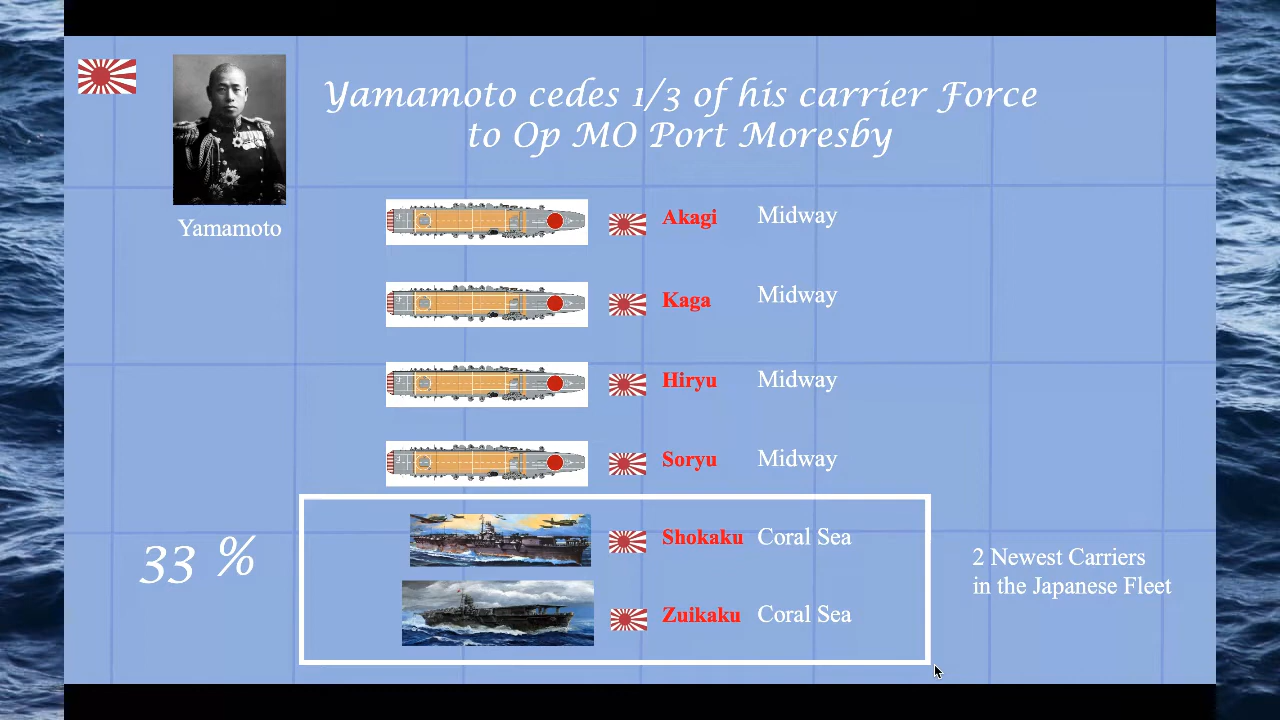 Yamamoto cedes 1/3 of his carrier Force
to Op MO Port Moresby
Yamamoto
Akagi Midway
Kaga Midway
Hiryu Midway
Soryu Midway
33 %
Shokaku Coral Sea
Zuikaku Coral Sea
2 Newest Carriers
in the Japanese Fleet